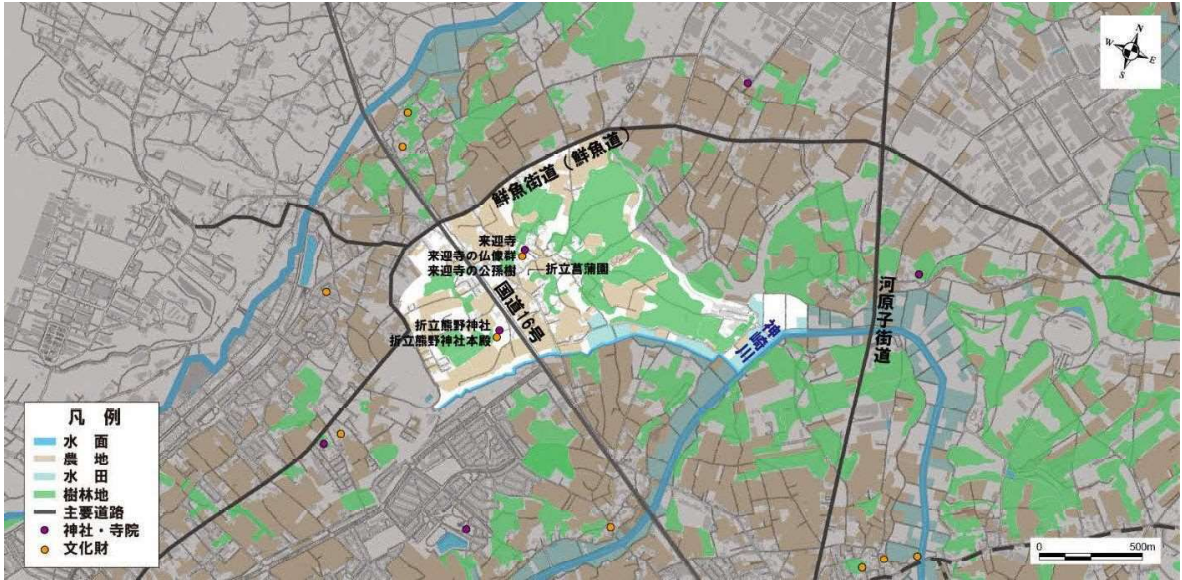 N
W
E
S
鮮魚街道（鮮魚道）
来迎寺
来迎寺の仏像群
来迎寺の公孫樹
折立菖蒲園
国道16号
折立熊野神社
折立熊野神社本殿
神崎川
河原子街道
凡 例
水 面
農 地
水 田
樹林地
主要道路
神社・寺院
文化財
0 500m